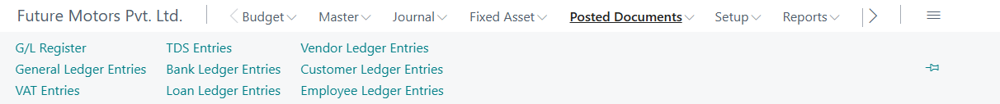 Future Motors Pvt. Ltd. Budget Master Journal Fixed Asset Posted Documents Setup Reports
G/L Register TDS Entries Vendor Ledger Entries
General Ledger Entries Bank Ledger Entries Customer Ledger Entries
VAT Entries Loan Ledger Entries Employee Ledger Entries